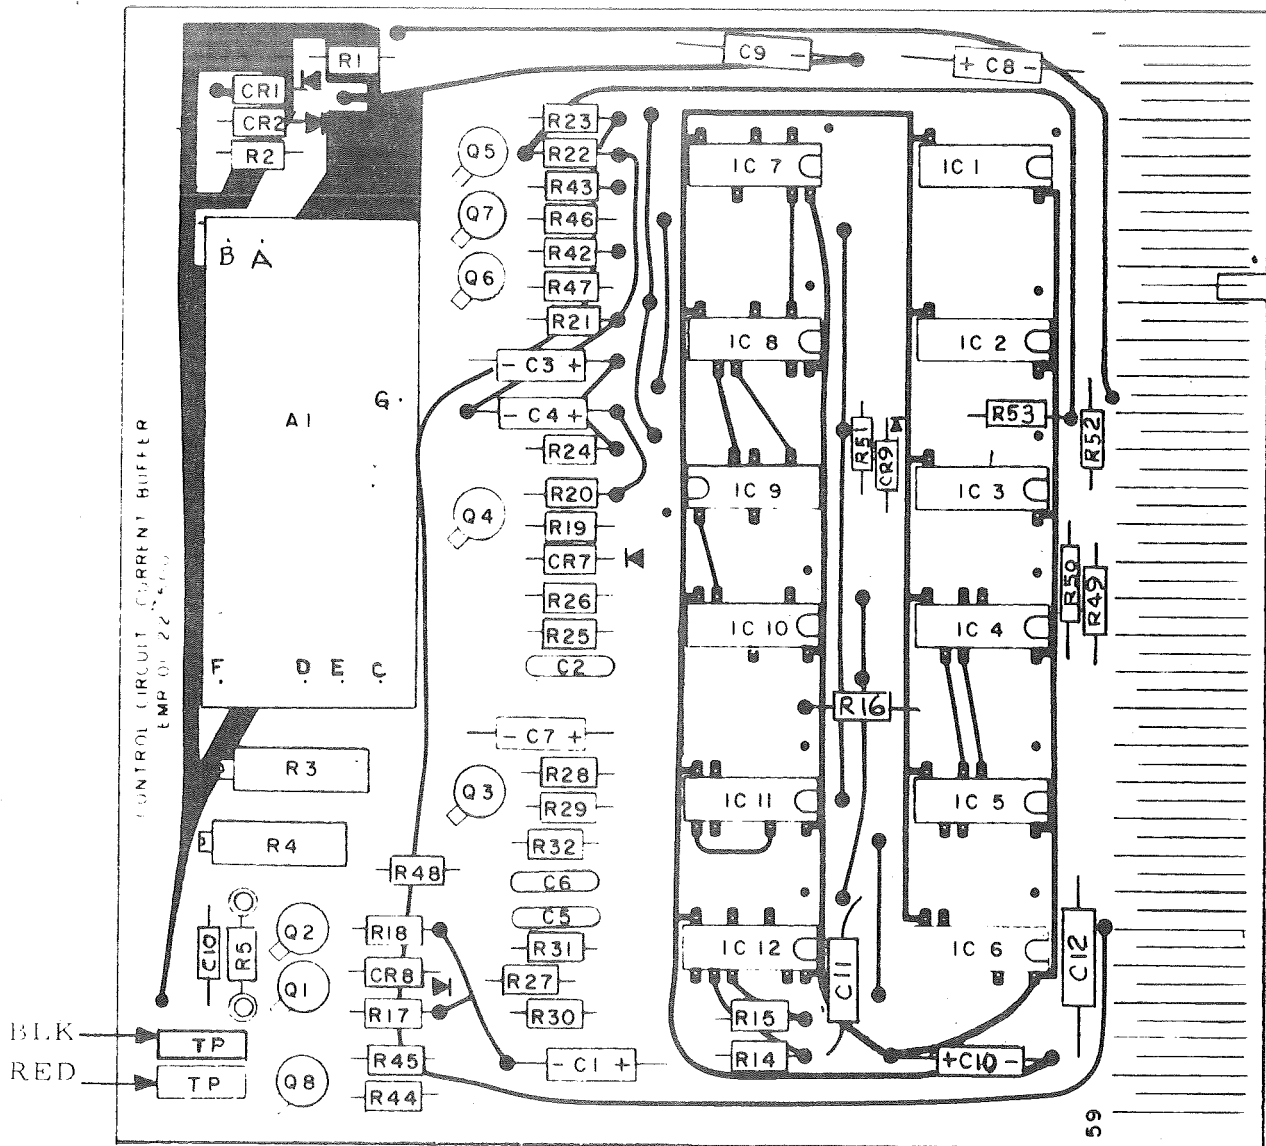 R1
CR1
CR2
R2
C9 -
+ C8 -
R23
Q5
R22
R43
Q7
R46
R42
Q6
R47
R21
- C3 +
- C4 +
R24
R20
Q4
R19
CR7
R26
R25
C2
- C7 +
R28
Q3
R29
R32
C6
C5
R31
R27
R30
- C1 +
IC 7
IC 1
IC 8
IC 2
R53
R52
R51
CR9
IC 9
IC 3
R50
R49
IC 10
IC 4
R16
IC 11
IC 5
IC 12
IC 6
C11
C12
R15
R14
+C10-
B A
A1
G
F D E C
CONTROL CIRCUIT CURRENT BUFFER
R3
R4
R48
C10
R5
Q2
Q1
R18
CR8
R17
R45
R44
Q8
BLK
TP
RED
TP
59